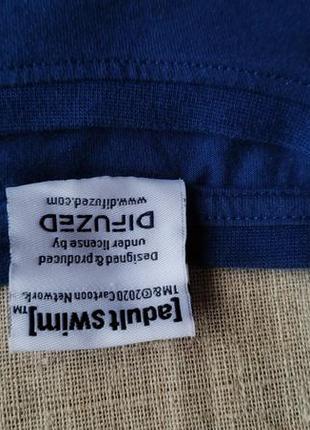 [adult swim]™
TM&©2020 Cartoon Network.
Designed & produced
under license by
DIFUZED
www.difuzed.com